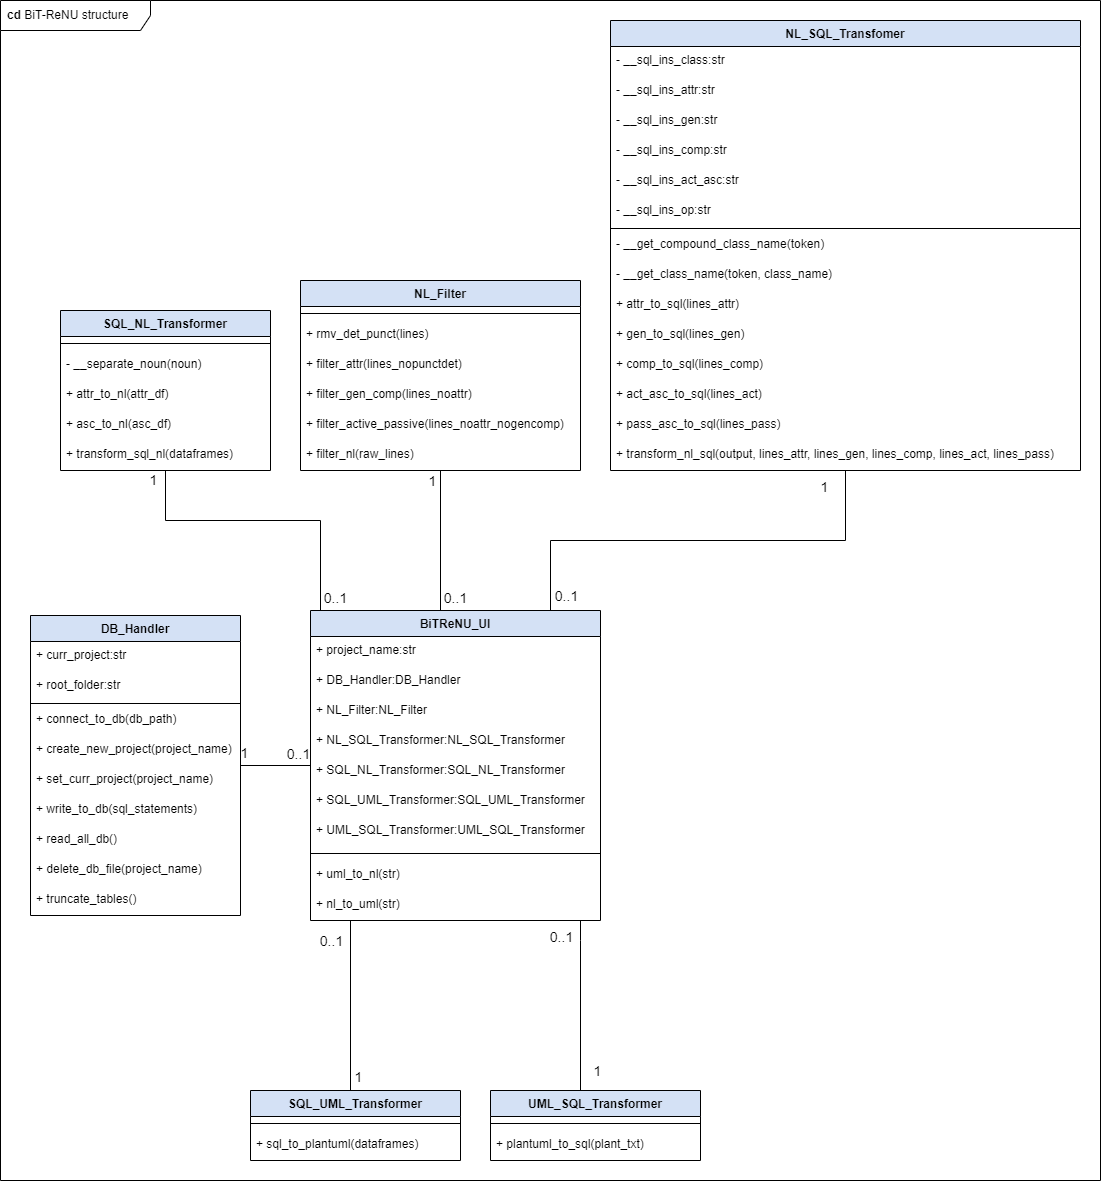 cd BiT-ReNU structure
NL_SQL_Transfomer
- __sql_ins_class:str
- __sql_ins_attr:str
- __sql_ins_gen:str
- __sql_ins_comp:str
- __sql_ins_act_asc:str
- __sql_ins_op:str
- __get_compound_class_name(token)
- __get_class_name(token, class_name)
+ attr_to_sql(lines_attr)
+ gen_to_sql(lines_gen)
+ comp_to_sql(lines_comp)
+ act_asc_to_sql(lines_act)
+ pass_asc_to_sql(lines_pass)
+ transform_nl_sql(output, lines_attr, lines_gen, lines_comp, lines_act, lines_pass)
1
0..1
NL_Filter
+ rmv_det_punct(lines)
+ filter_attr(lines_nopunctdet)
+ filter_gen_comp(lines_noattr)
+ filter_active_passive(lines_noattr_nogencomp)
+ filter_nl(raw_lines)
1
0..1
SQL_NL_Transformer
- __separate_noun(noun)
+ attr_to_nl(attr_df)
+ asc_to_nl(asc_df)
+ transform_sql_nl(dataframes)
1
0..1
DB_Handler
+ curr_project:str
+ root_folder:str
+ connect_to_db(db_path)
+ create_new_project(project_name)
+ set_curr_project(project_name)
+ write_to_db(sql_statements)
+ read_all_db()
+ delete_db_file(project_name)
+ truncate_tables()
1
0..1
BiTReNU_UI
+ project_name:str
+ DB_Handler:DB_Handler
+ NL_Filter:NL_Filter
+ NL_SQL_Transformer:NL_SQL_Transformer
+ SQL_NL_Transformer:SQL_NL_Transformer
+ SQL_UML_Transformer:SQL_UML_Transformer
+ UML_SQL_Transformer:UML_SQL_Transformer
+ uml_to_nl(str)
+ nl_to_uml(str)
0..1
1
SQL_UML_Transformer
+ sql_to_plantuml(dataframes)
0..1
1
UML_SQL_Transformer
+ plantuml_to_sql(plant_txt)